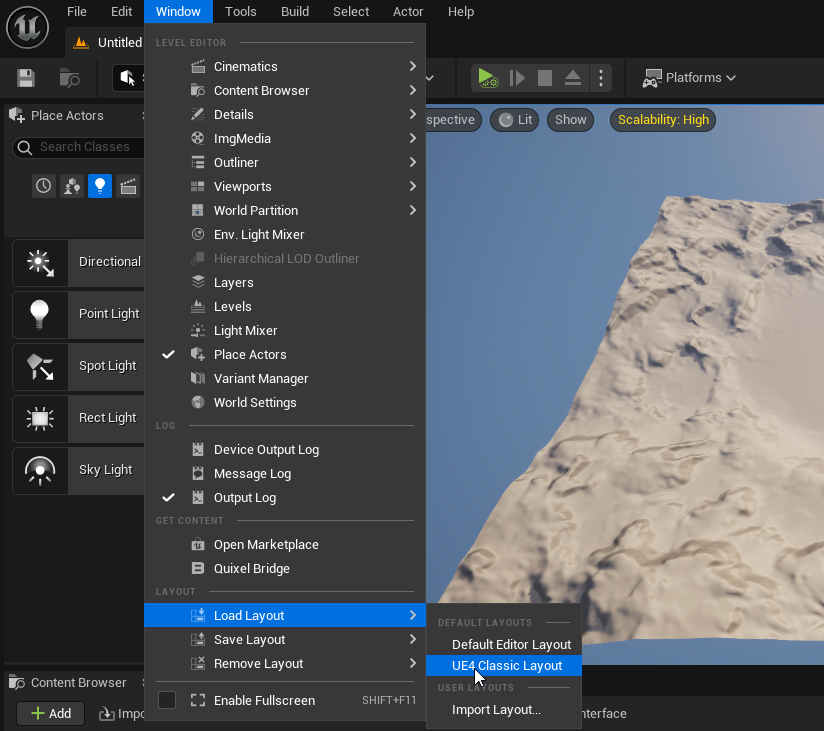 File Edit Window Tools Build Select Actor Help
Untitled
Platforms
Place Actors
Search Classes
Directional
Point Light
Spot Light
Rect Light
Sky Light
LEVEL EDITOR
Cinematics
Content Browser
Details
ImgMedia
Outliner
Viewports
World Partition
Env. Light Mixer
Hierarchical LOD Outliner
Layers
Levels
Light Mixer
Place Actors
Variant Manager
World Settings
LOG
Device Output Log
Message Log
Output Log
GET CONTENT
Open Marketplace
Quixel Bridge
LAYOUT
Load Layout
Save Layout
Remove Layout
Enable Fullscreen SHIFT+F11
spective Lit Show Scalability: High
DEFAULT LAYOUTS
Default Editor Layout
UE4 Classic Layout
USER LAYOUTS
Import Layout...
Content Browser
Add Impo nterface